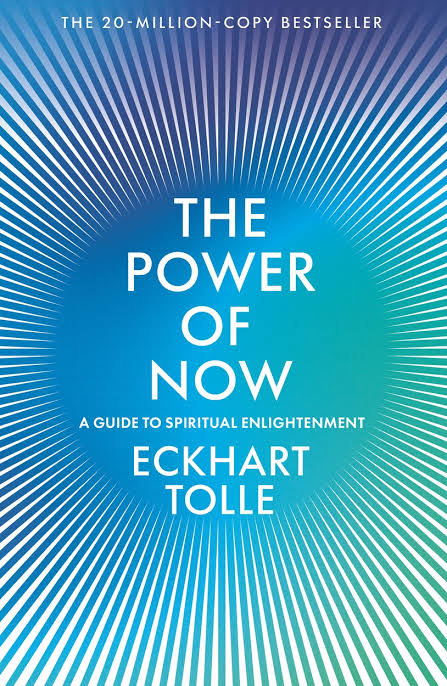 THE 20-MILLION-COPY BESTSELLER
THE
POWER
OF
NOW
A GUIDE TO SPIRITUAL ENLIGHTENMENT
ECKHART
TOLLE